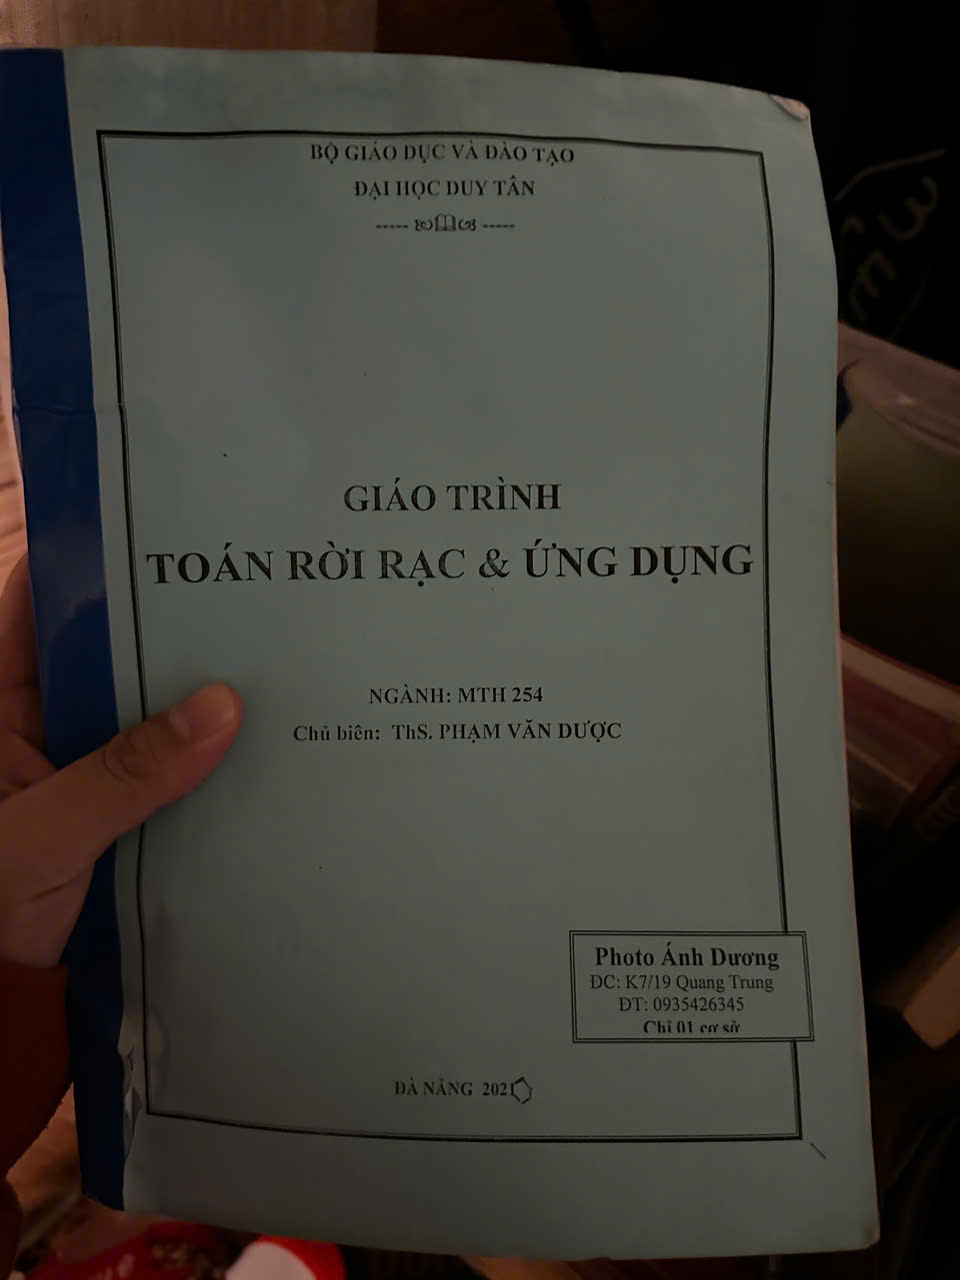 BỘ GIÁO DỤC VÀ ĐÀO TẠO
ĐẠI HỌC DUY TÂN
GIÁO TRÌNH
TOÁN RỜI RẠC & ỨNG DỤNG
NGÀNH: MTH 254
Chủ biên: ThS. PHẠM VĂN DƯỢC
Photo Ánh Dương
ĐC: K7/19 Quang Trung
ĐT: 0935426345
Chỉ 01 cơ sở
ĐÀ NẴNG 202